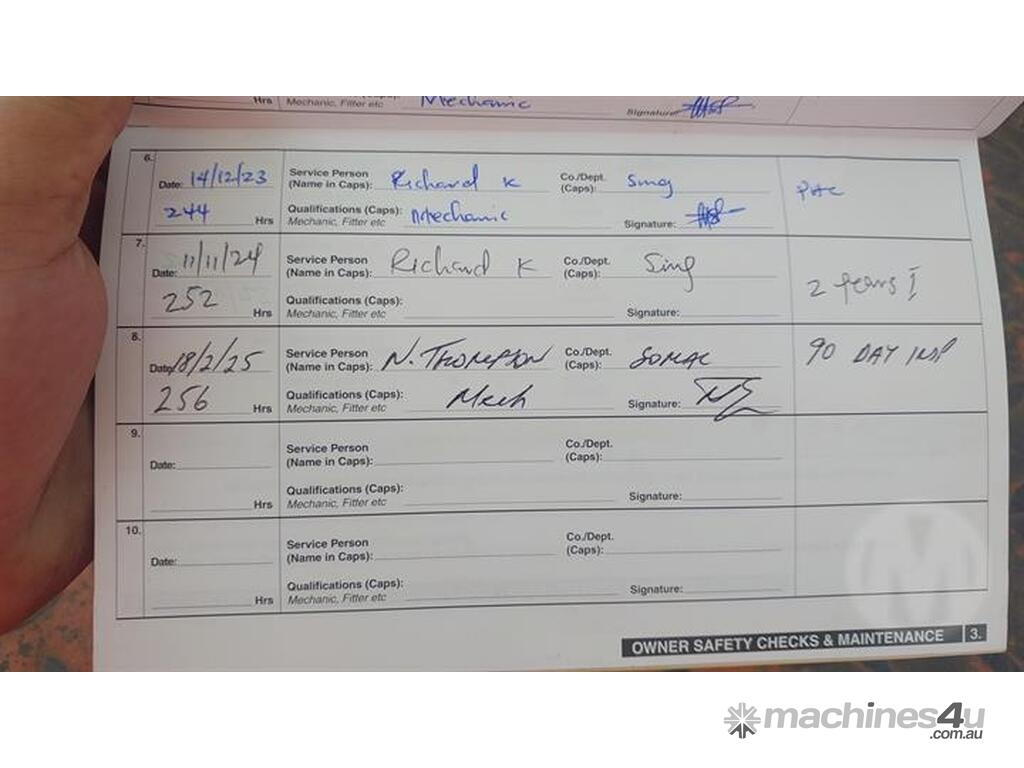 Hrs Mechanic, Fitter etc Mechanic Signature:
6.
Date: 14/12/23 Service Person Richard K Co./Dept.
(Name in Caps): (Caps):
244 Hrs Qualifications (Caps): Mechanic
Mechanic, Fitter etc Signature:
7.
Date: 11/11/24 Service Person Richard K Co./Dept.
(Name in Caps): (Caps):
252 Hrs Qualifications (Caps): 2 years I
Mechanic, Fitter etc Signature:
8.
Date: 18/2/25 Service Person N. THOMPSON Co./Dept. SOMAC 90 DAY INSP
(Name in Caps): (Caps):
256 Hrs Qualifications (Caps): Mech
Mechanic, Fitter etc Signature:
9.
Date: Service Person Co./Dept.
(Name in Caps): (Caps):
Hrs Qualifications (Caps):
Mechanic, Fitter etc Signature:
10.
Date: Service Person Co./Dept.
(Name in Caps): (Caps):
Hrs Qualifications (Caps):
Mechanic, Fitter etc Signature:
OWNER SAFETY CHECKS & MAINTENANCE 3.
M
machines4u
.com.au